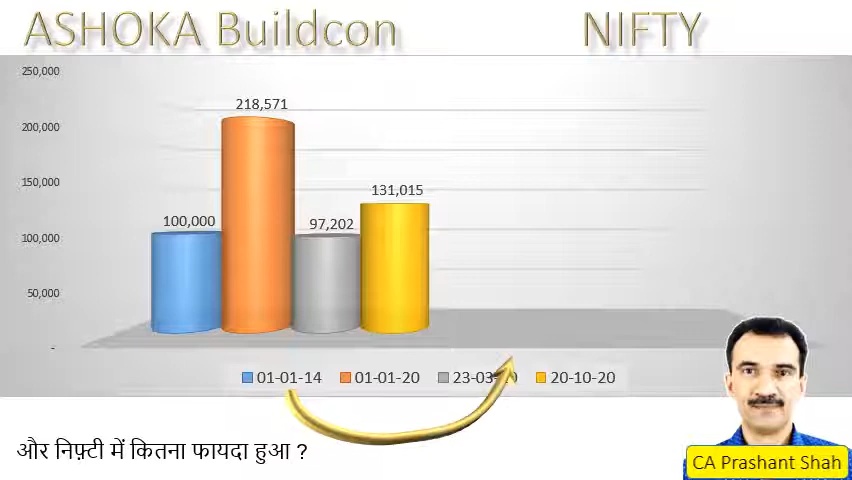 ASHOKA Buildcon NIFTY
250,000
218,571
200,000
150,000
131,015
100,000
97,202
100,000
50,000
-
01-01-14 01-01-20 23-03- 20-10-20
और निफ़्टी में कितना फायदा हुआ ?
CA Prashant Shah